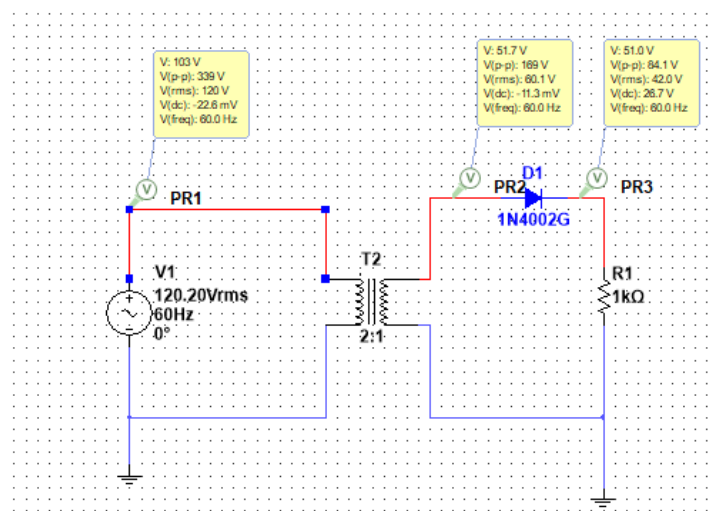 V: 103 V
V(p-p): 339 V
V(rms): 120 V
V(dc): -22.6 mV
V(freq): 60.0 Hz
V: 51.7 V
V(p-p): 169 V
V(rms): 60.1 V
V(dc): -11.3 mV
V(freq): 60.0 Hz
V: 51.0 V
V(p-p): 84.1 V
V(rms): 42.0 V
V(dc): 26.7 V
V(freq): 60.0 Hz
V
PR1
V
PR2
D1
1N4002G
V
PR3
V1
120.20Vrms
60Hz
0°
T2
2:1
R1
1kΩ